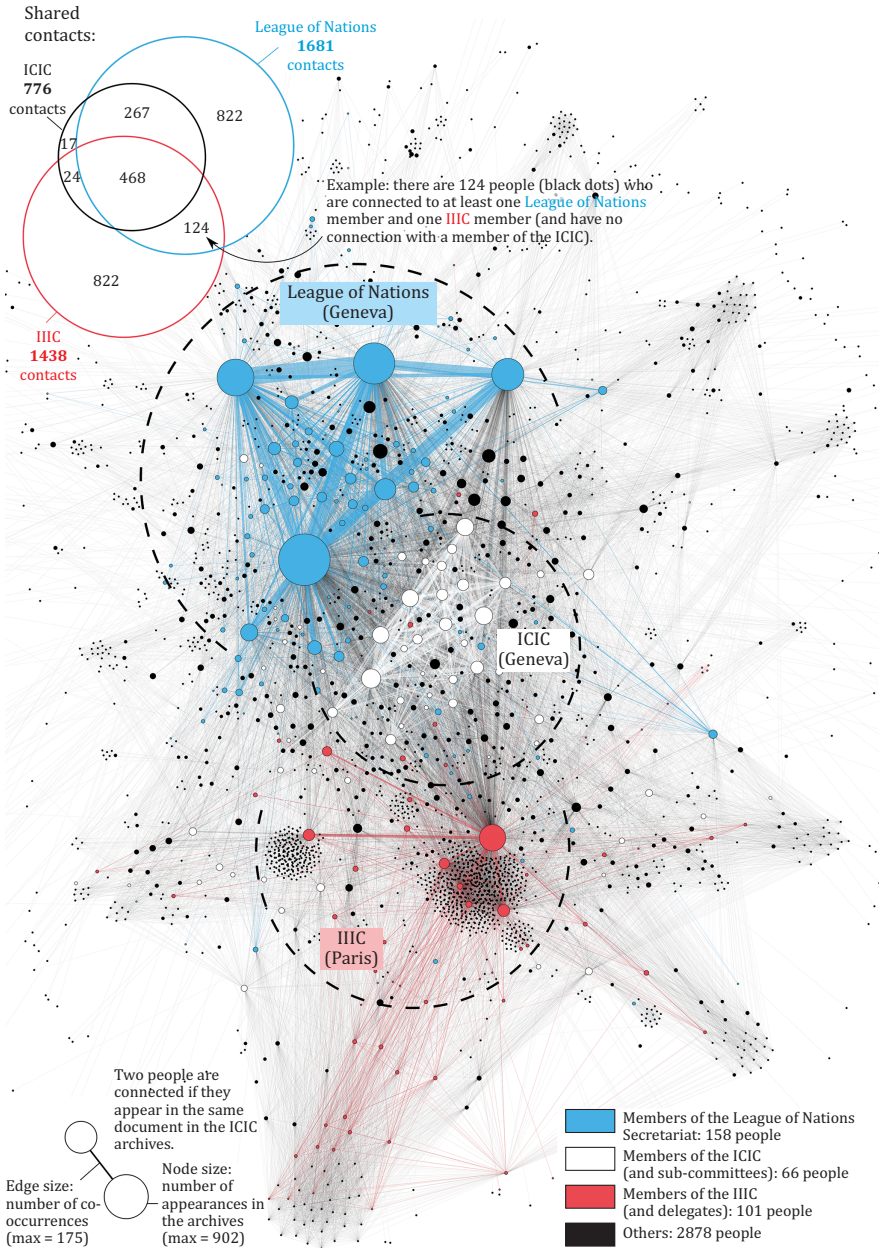 Shared
contacts:
League of Nations
1681
contacts
ICIC
776
contacts
267
822
17
24
468
124
822
IIIC
1438
contacts
Example: there are 124 people (black dots) who
are connected to at least one League of Nations
member and one IIIC member (and have no
connection with a member of the ICIC).
League of Nations
(Geneva)
ICIC
(Geneva)
IIIC
(Paris)
Two people are
connected if they
appear in the same
document in the ICIC
archives.
Edge size:
number of co-
occurrences
(max = 175)
Node size:
number of
appearances in
the archives
(max = 902)
Members of the League of Nations
Secretariat: 158 people
Members of the ICIC
(and sub-committees): 66 people
Members of the IIIC
(and delegates): 101 people
Others: 2878 people